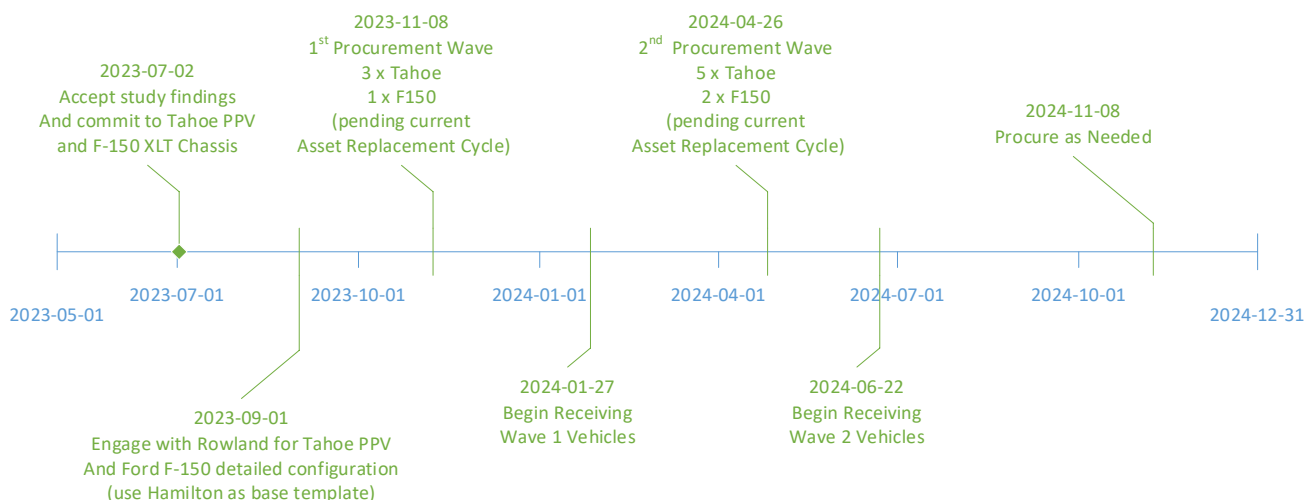 2023-07-02
Accept study findings
And commit to Tahoe PPV
and F-150 XLT Chassis
2023-11-08
1st Procurement Wave
3 x Tahoe
1 x F150
(pending current
Asset Replacement Cycle)
2024-04-26
2nd Procurement Wave
5 x Tahoe
2 x F150
(pending current
Asset Replacement Cycle)
2024-11-08
Procure as Needed
2023-05-01
2023-07-01
2023-10-01
2024-01-01
2024-04-01
2024-07-01
2024-10-01
2024-12-31
2023-09-01
Engage with Rowland for Tahoe PPV
And Ford F-150 detailed configuration
(use Hamilton as base template)
2024-01-27
Begin Receiving
Wave 1 Vehicles
2024-06-22
Begin Receiving
Wave 2 Vehicles